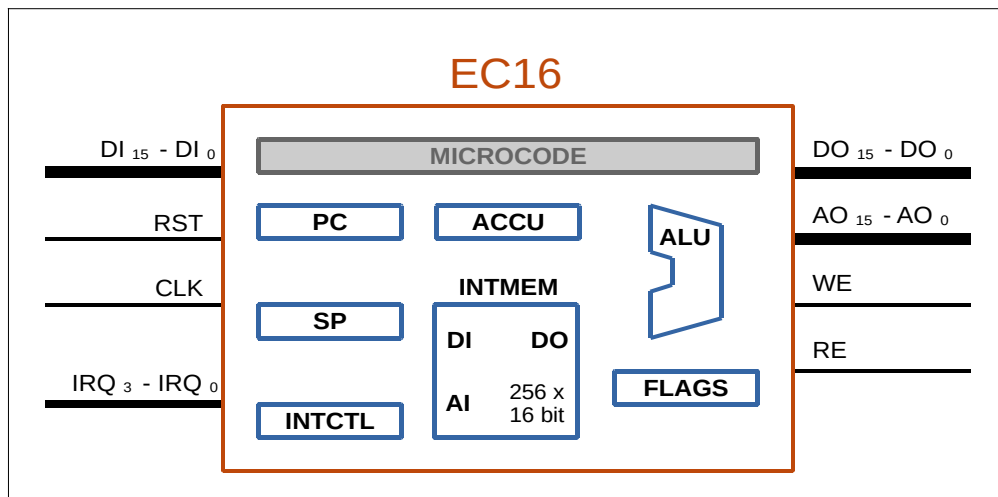 EC16
DI 15 - DI 0
RST
CLK
IRQ 3 - IRQ 0
MICROCODE
PC
ACCU
ALU
INTMEM
SP
DI DO
AI
256 x
16 bit
INTCTL
FLAGS
DO 15 - DO 0
AO 15 - AO 0
WE
RE